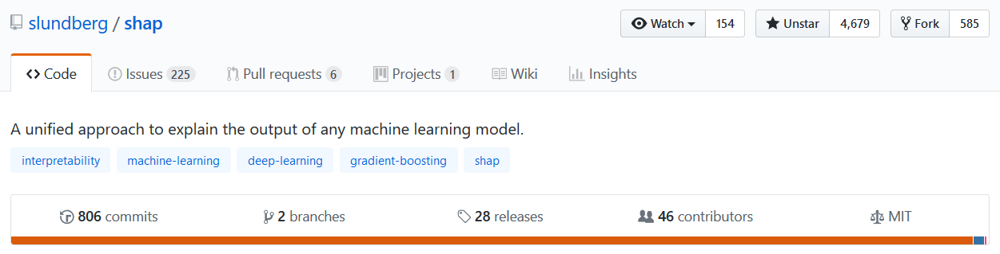 slundberg / shap Watch 154 Unstar 4,679 Fork 585
Code Issues 225 Pull requests 6 Projects 1 Wiki Insights
A unified approach to explain the output of any machine learning model.
interpretability machine-learning deep-learning gradient-boosting shap
806 commits 2 branches 28 releases 46 contributors MIT